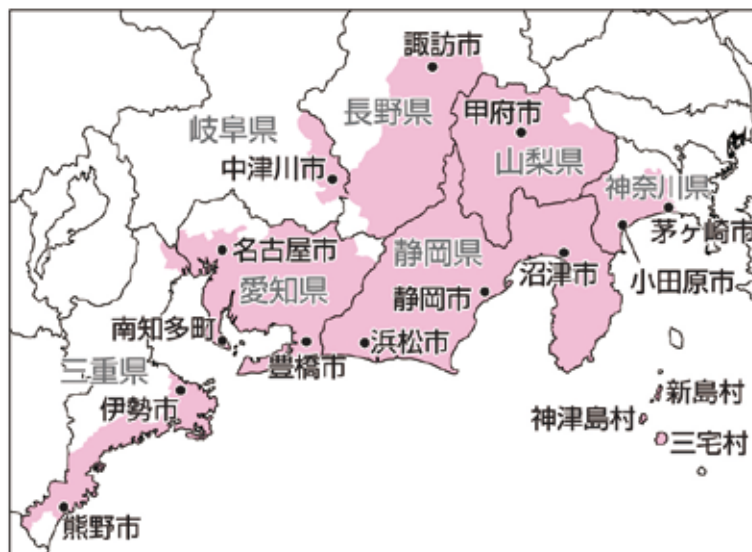 諏訪市
長野県
甲府市
岐阜県
中津川市
山梨県
神奈川県
茅ヶ崎市
名古屋市
静岡県
沼津市
小田原市
愛知県
静岡市
南知多町
豊橋市
浜松市
三重県
伊勢市
新島村
神津島村
三宅村
熊野市